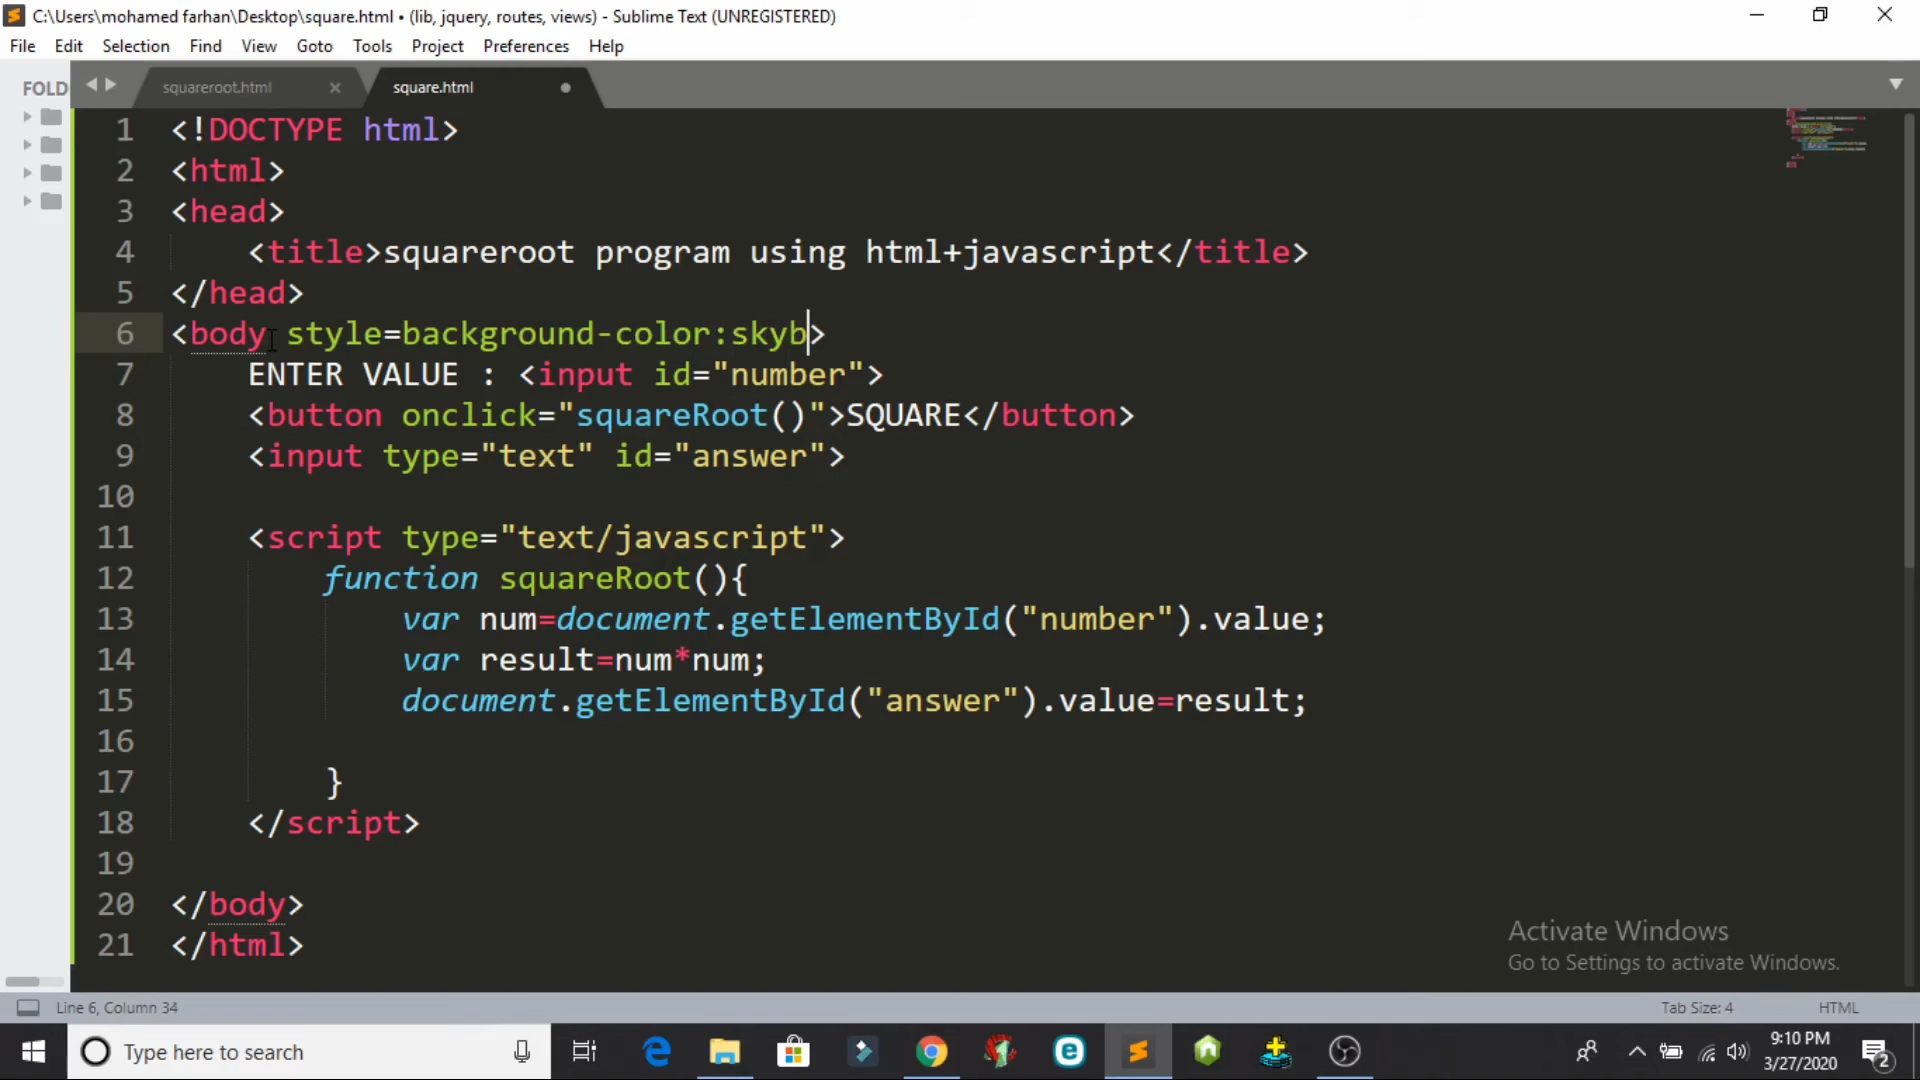 C:\Users\mohamed farhan\Desktop\square.html • (lib, jquery, routes, views) - Sublime Text (UNREGISTERED)
File Edit Selection Find View Goto Tools Project Preferences Help
FOLD
squareroot.html
square.html
1 <!DOCTYPE html>
2 <html>
3 <head>
4 <title>squareroot program using html+javascript</title>
5 </head>
6 <body style=background-color:skyb>
7 ENTER VALUE : <input id="number">
8 <button onclick="squareRoot()">SQUARE</button>
9 <input type="text" id="answer">
10
11 <script type="text/javascript">
12 function squareRoot(){
13 var num=document.getElementById("number").value;
14 var result=num*num;
15 document.getElementById("answer").value=result;
16
17 }
18 </script>
19
20 </body>
21 </html>
Activate Windows
Go to Settings to activate Windows.
Line 6, Column 34
Tab Size: 4
HTML
Type here to search
9:10 PM
3/27/2020
2